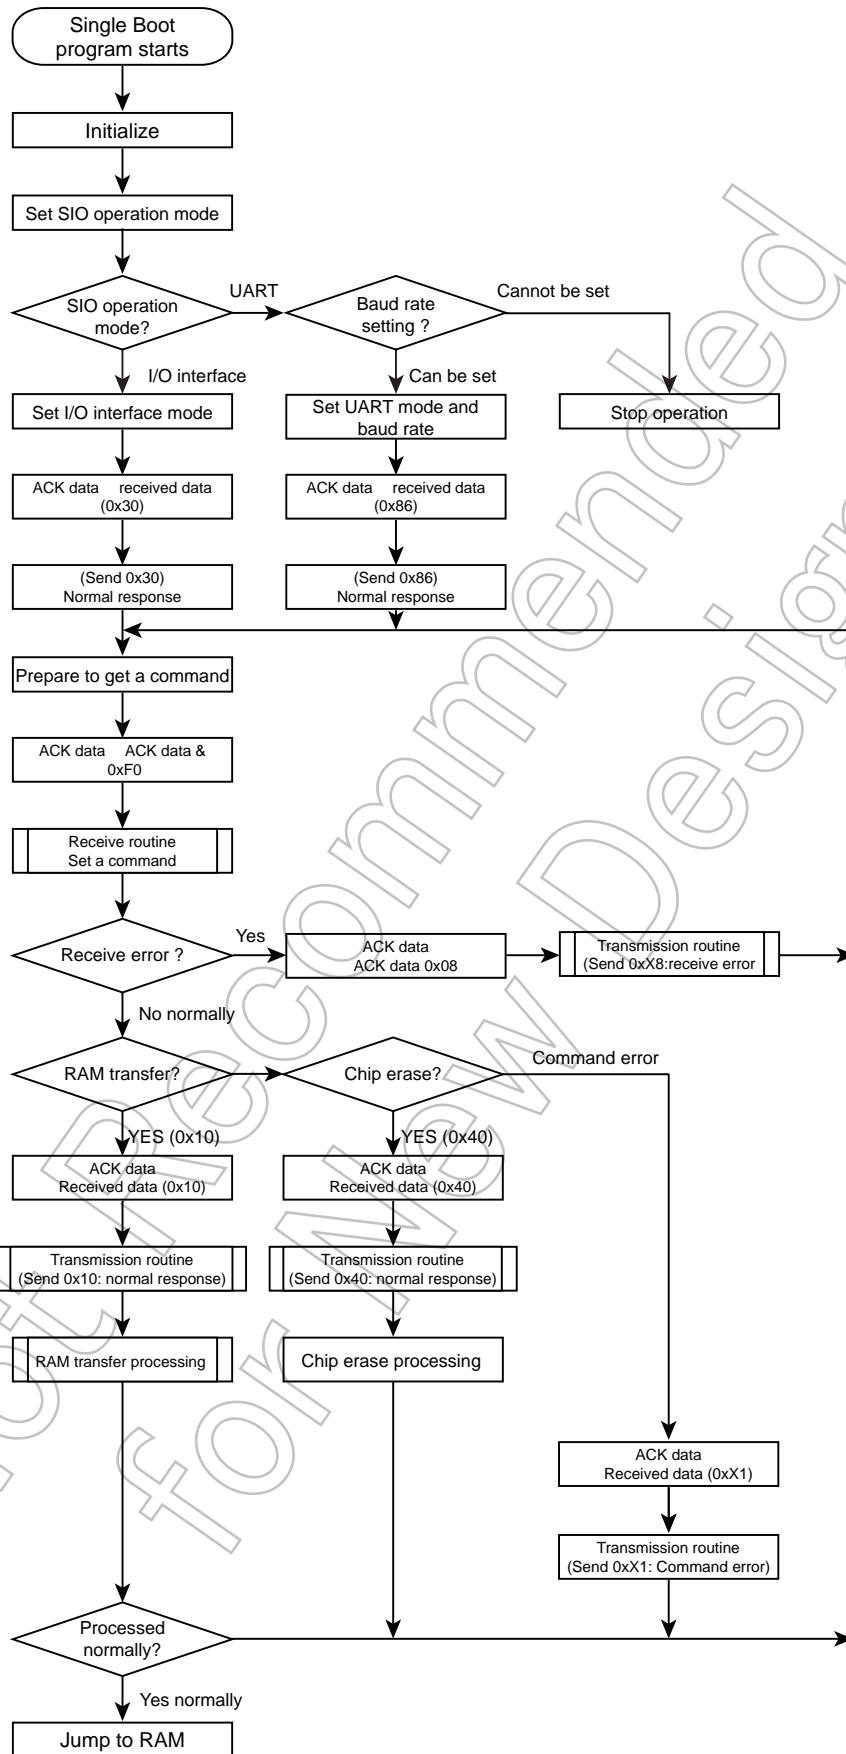 Single Boot
program starts
Initialize
Set SIO operation mode
SIO operation
mode?
UART
Baud rate
setting ?
Cannot be set
I/O interface
Can be set
Set I/O interface mode
Set UART mode and
baud rate
Stop operation
ACK data received data
(0x30)
ACK data received data
(0x86)
(Send 0x30)
Normal response
(Send 0x86)
Normal response
Prepare to get a command
ACK data ACK data &
0xF0
Receive routine
Set a command
Receive error ?
Yes
ACK data
ACK data 0x08
Transmission routine
(Send 0xX8:receive error
No normally
RAM transfer?
Chip erase?
Command error
YES (0x10)
YES (0x40)
ACK data
Received data (0x10)
ACK data
Received data (0x40)
Transmission routine
(Send 0x10: normal response)
Transmission routine
(Send 0x40: normal response)
RAM transfer processing
Chip erase processing
ACK data
Received data (0xX1)
Transmission routine
(Send 0xX1: Command error)
Processed
normally?
Yes normally
Jump to RAM
Not Recommended
for New Design